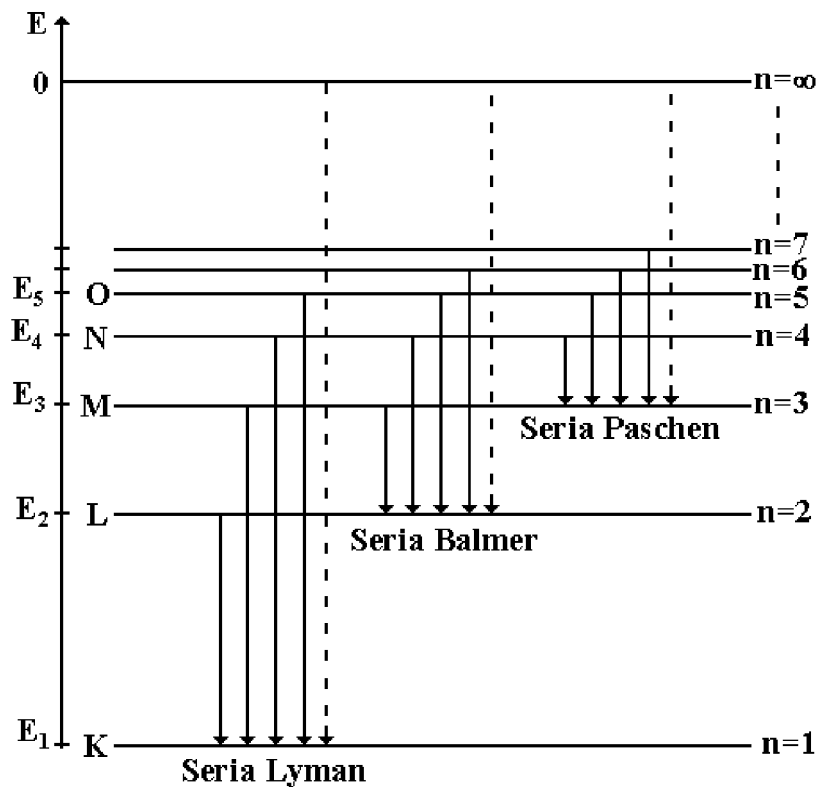 E
0 n=∞
n=7
n=6
E₅ O n=5
E₄ N n=4
E₃ M n=3
Seria Paschen
E₂ L n=2
Seria Balmer
E₁ K n=1
Seria Lyman